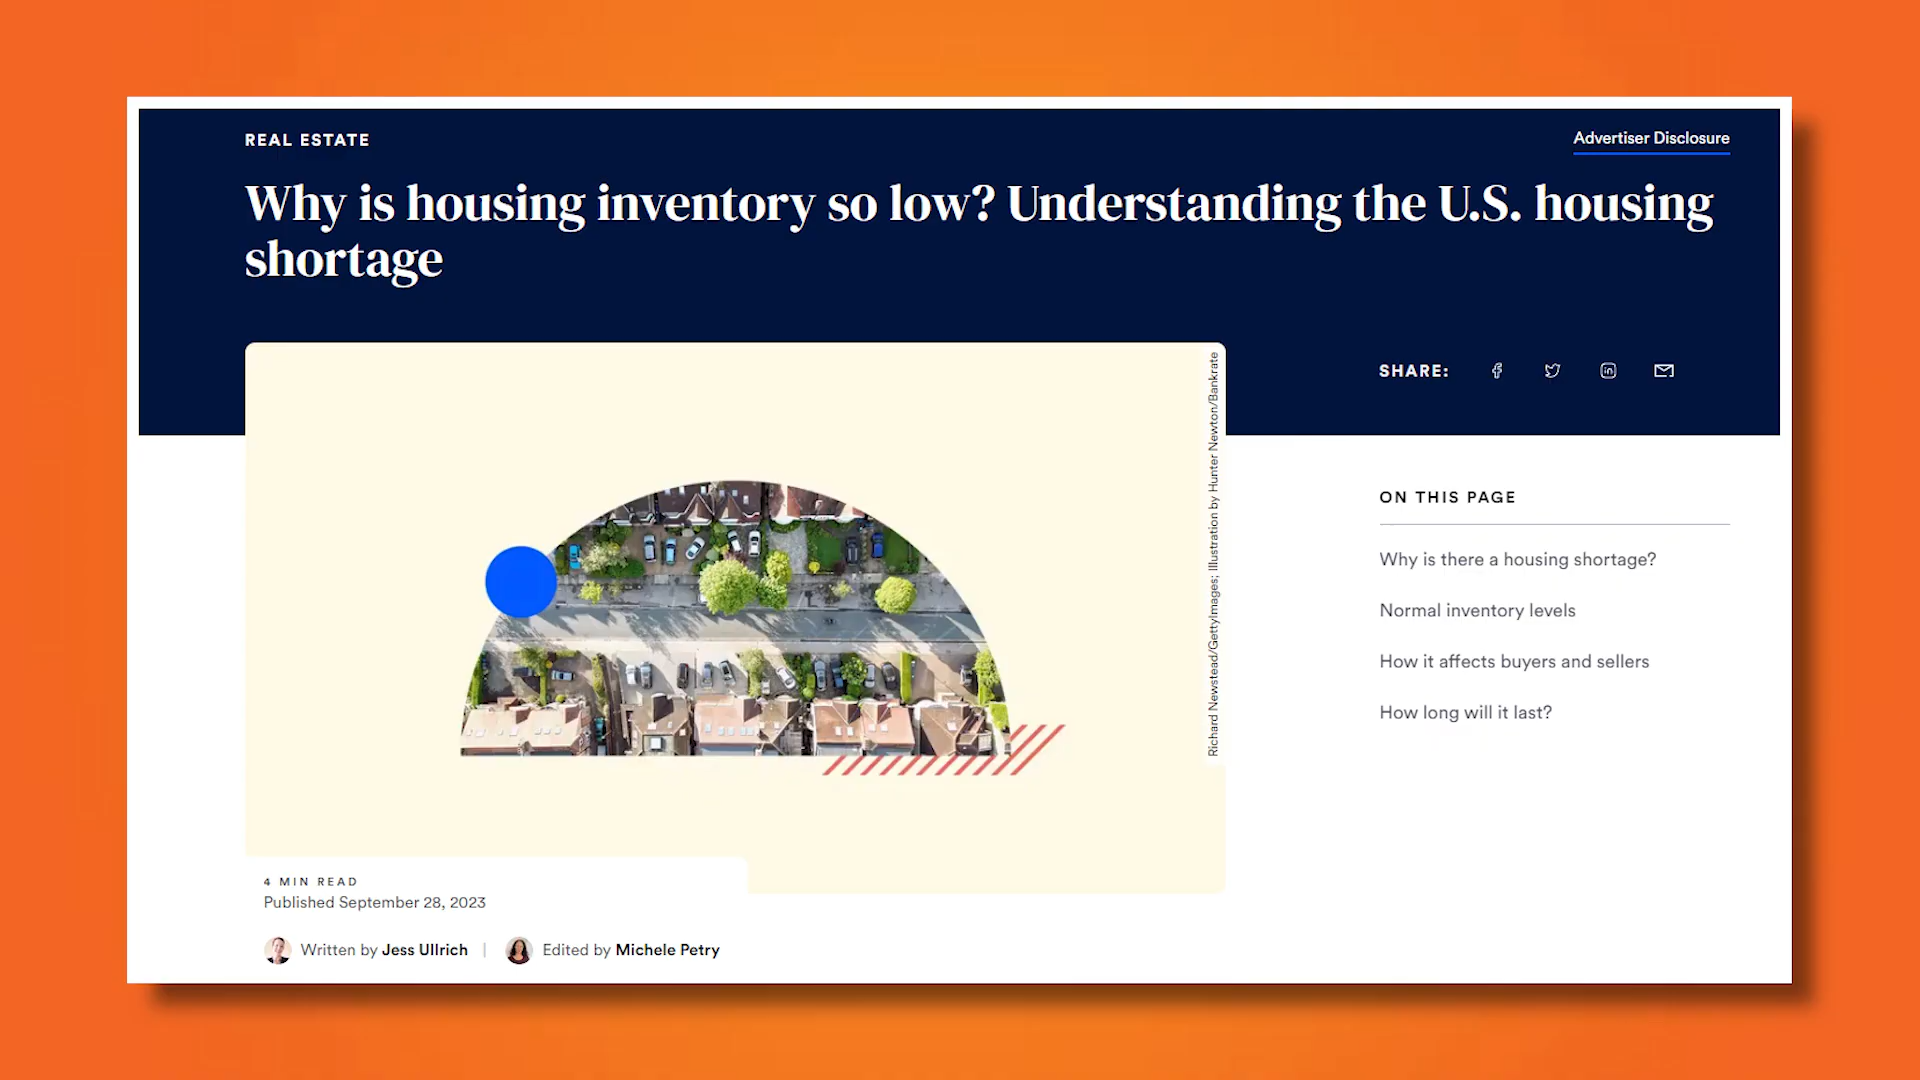 REAL ESTATE
Advertiser Disclosure
Why is housing inventory so low? Understanding the U.S. housing
shortage
SHARE:
Richard Newstead/GettyImages; Illustration by Hunter Newton/Bankrate
ON THIS PAGE
Why is there a housing shortage?
Normal inventory levels
How it affects buyers and sellers
How long will it last?
4 MIN READ
Published September 28, 2023
Written by Jess Ullrich | Edited by Michele Petry